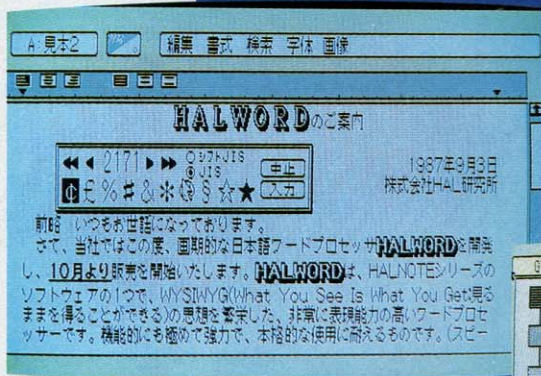 A:見本2 編集 書式 検索 字体 画像
HALWORDのご案内
2171 シフトJIS
JIS
中止
¢£%#&*@§☆★ 入力
1987年9月3日
株式会社HAL研究所
前略 いつもお世話になっております。
さて、当社ではこの度、画期的な日本語ワードプロセッサHALWORDを開発
し、10月より販売を開始いたします。HALWORDは、HALNOTEシリーズの
ソフトウェアの1つで、WYSIWYG(What You See Is What You Get:見る
ままを得ることができる)の思想を繁栄した、非常に表現能力の高いワードプロセ
ッサーです。機能的にも極めて強力で、本格的な使用に耐えるものです。(スピー